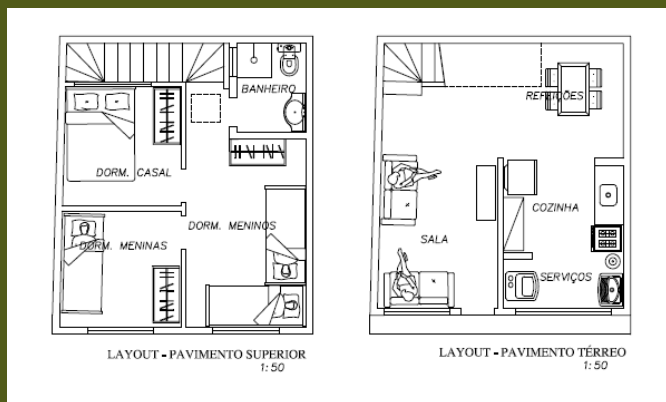 BANHEIRO
DORM. CASAL
DORM. MENINOS
DORM. MENINAS
LAYOUT - PAVIMENTO SUPERIOR
1:50
REFEIÇÕES
COZINHA
SALA
SERVIÇOS
LAYOUT - PAVIMENTO TÉRREO
1:50